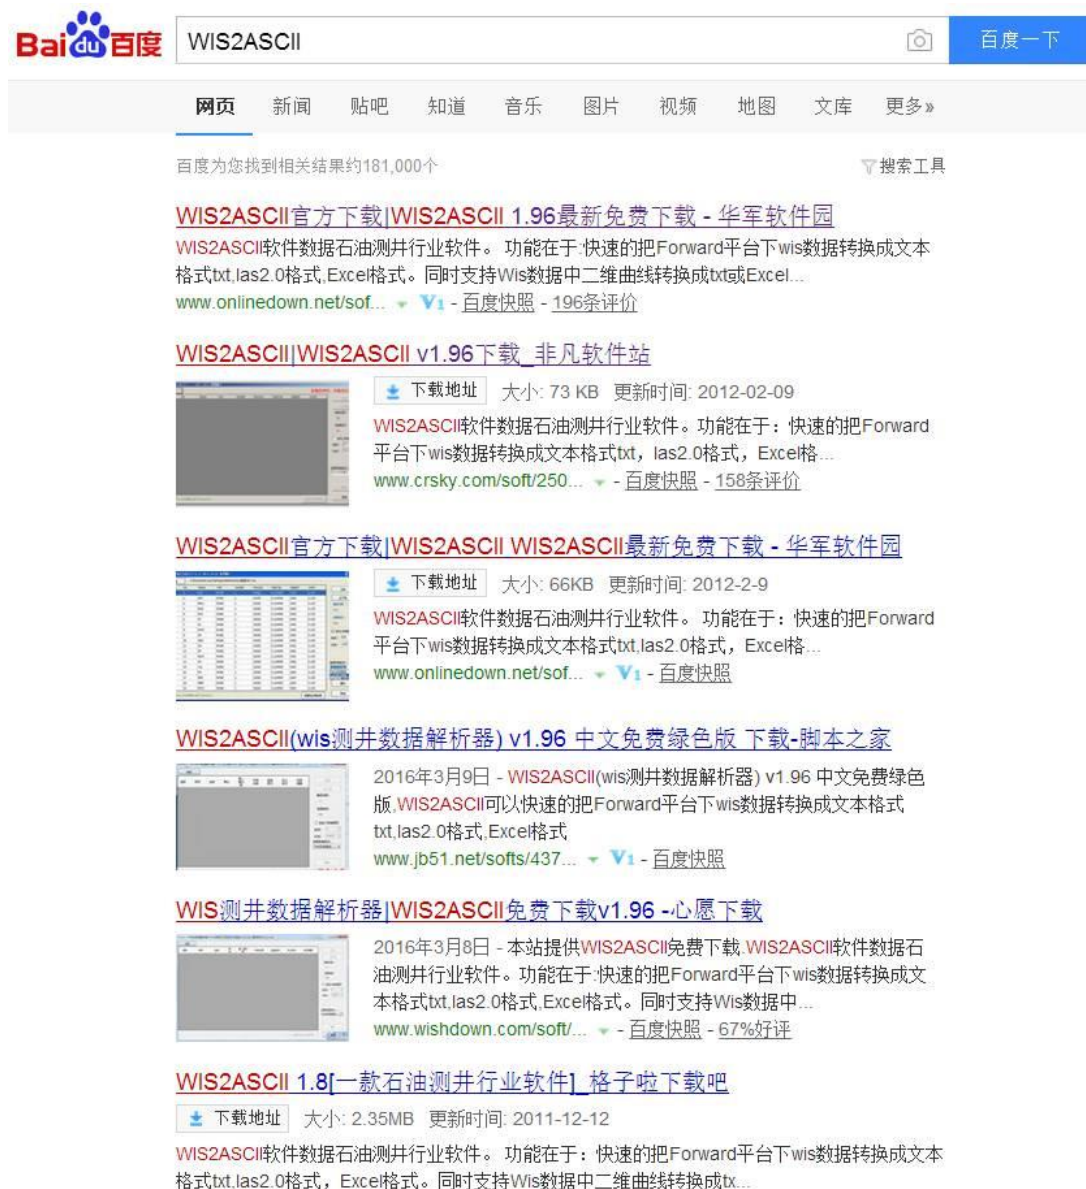 Bai du 百度
WIS2ASCII
百度一下
网页 新闻 贴吧 知道 音乐 图片 视频 地图 文库 更多»
百度为您找到相关结果约181,000个
搜索工具
WIS2ASCII官方下载|WIS2ASCII 1.96最新免费下载 - 华军软件园
WIS2ASCII软件数据石油测井行业软件。 功能在于:快速的把Forward平台下wis数据转换成文本
格式txt,las2.0格式,Excel格式。同时支持Wis数据中二维曲线转换成txt或Excel...
www.onlinedown.net/sof... - V1 - 百度快照 - 196条评价
WIS2ASCII|WIS2ASCII v1.96下载_非凡软件站
下载地址 大小: 73 KB 更新时间: 2012-02-09
WIS2ASCII软件数据石油测井行业软件。功能在于：快速的把Forward
平台下wis数据转换成文本格式txt，las2.0格式，Excel格...
www.crsky.com/soft/250... - 百度快照 - 158条评价
WIS2ASCII官方下载|WIS2ASCII WIS2ASCII最新免费下载 - 华军软件园
下载地址 大小: 66KB 更新时间: 2012-2-9
WIS2ASCII软件数据石油测井行业软件。 功能在于：快速的把Forward
平台下wis数据转换成文本格式txt,las2.0格式，Excel格...
www.onlinedown.net/sof... V1 - 百度快照
WIS2ASCII(wis测井数据解析器) v1.96 中文免费绿色版 下载-脚本之家
2016年3月9日 - WIS2ASCII(wis测井数据解析器) v1.96 中文免费绿色
版,WIS2ASCII可以快速的把Forward平台下wis数据转换成文本格式
txt,las2.0格式,Excel格式
www.jb51.net/softs/437... V1 - 百度快照
WIS测井数据解析器|WIS2ASCII免费下载v1.96 -心愿下载
2016年3月8日 - 本站提供WIS2ASCII免费下载.WIS2ASCII软件数据石
油测井行业软件。功能在于:快速的把Forward平台下wis数据转换成文
本格式txt,las2.0格式,Excel格式。同时支持Wis数据中...
www.wishdown.com/soft/... - 百度快照 - 67%好评
WIS2ASCII 1.8[一款石油测井行业软件]_格子啦下载吧
下载地址 大小: 2.35MB 更新时间: 2011-12-12
WIS2ASCII软件数据石油测井行业软件。 功能在于：快速的把Forward平台下wis数据转换成文本
格式txt,las2.0格式，Excel格式。同时支持Wis数据中二维曲线转换成tx...